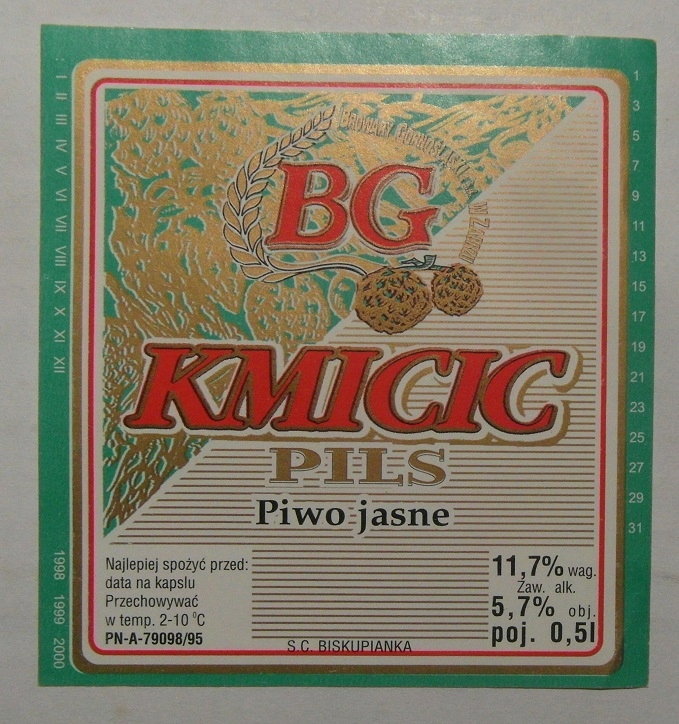 BROWARY GÓRNOŚLĄSKIE W ZABRZU
BG
KMICIC
PILS
Piwo jasne
Najlepiej spożyć przed:
data na kapslu
Przechowywać
w temp. 2-10 °C
PN-A-79098/95
S.C. BISKUPIANKA
11,7% wag.
Zaw. alk.
5,7% obj.
poj. 0,5l
I II III IV V VI VII VIII IX X XI XII
1998 1999 2000
1
3
5
7
9
11
13
15
17
19
21
23
25
27
29
31